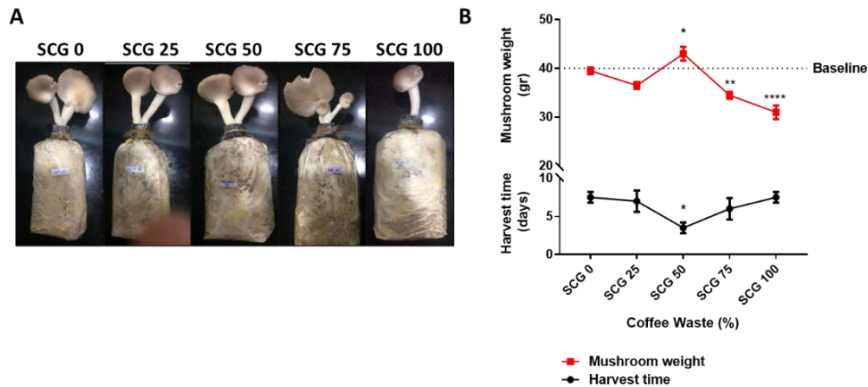 A
SCG 0 SCG 25 SCG 50 SCG 75 SCG 100
B
Mushroom weight
(gr)
50
40
30
20
Baseline
*
**
****
Harvest time
(days)
10
5
0
*
SCG 0
SCG 25
SCG 50
SCG 75
SCG 100
Coffee Waste (%)
Mushroom weight
Harvest time